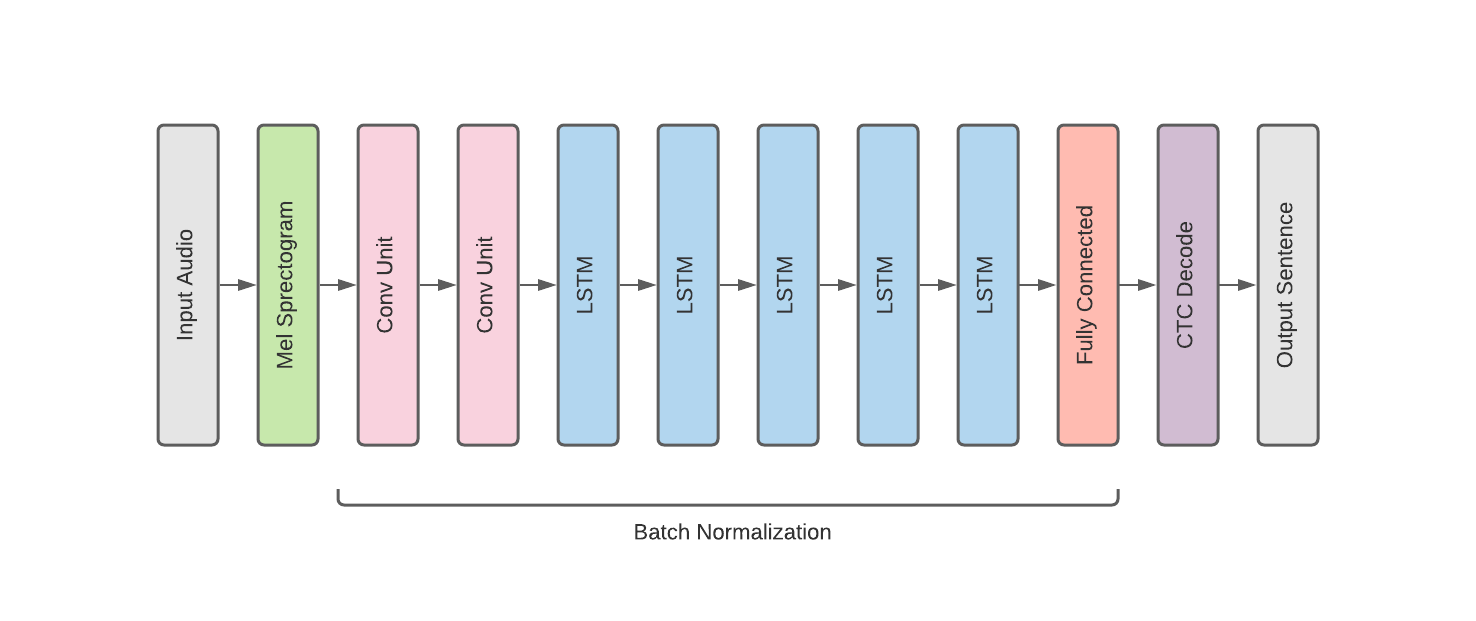 Input Audio
Mel Sprectogram
Conv Unit
Conv Unit
LSTM
LSTM
LSTM
LSTM
LSTM
Fully Connected
CTC Decode
Output Sentence
Batch Normalization